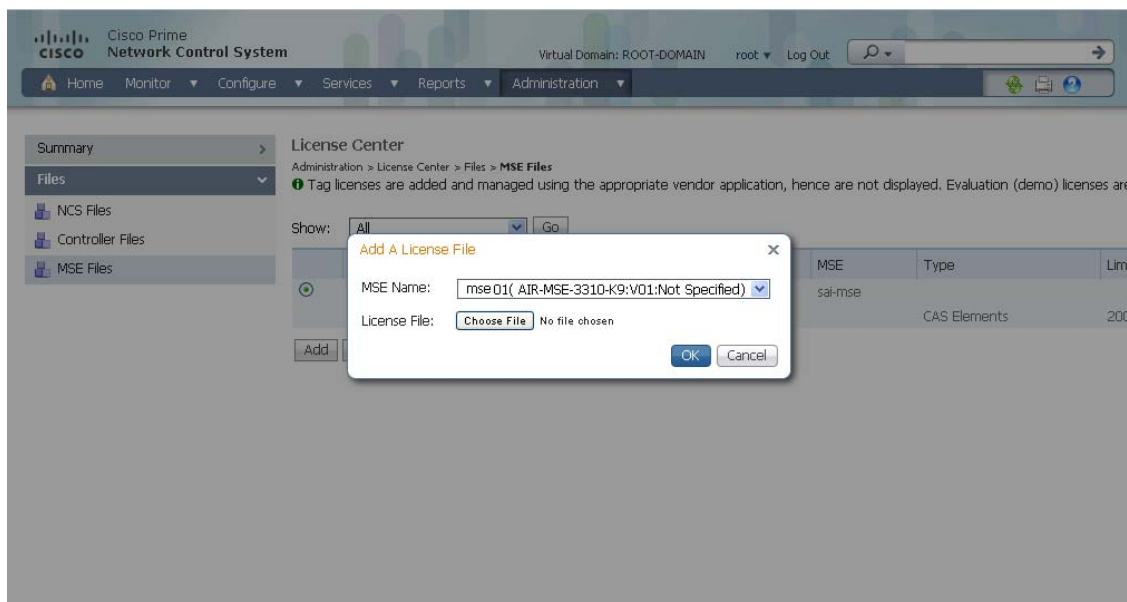 Cisco Prime
CISCO Network Control System
Virtual Domain: ROOT-DOMAIN root Log Out
Home Monitor Configure Services Reports Administration
Summary
Files
NCS Files
Controller Files
MSE Files
License Center
Administration > License Center > Files > MSE Files
Tag licenses are added and managed using the appropriate vendor application, hence are not displayed. Evaluation (demo) licenses are
Show: All Go
MSE Type Lim
sai-mse
CAS Elements 200
Add
Add A License File
MSE Name: mse01( AIR-MSE-3310-K9:V01:Not Specified)
License File: Choose File No file chosen
OK Cancel